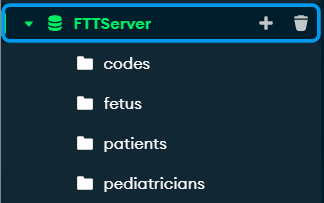 FTTServer
codes
fetus
patients
pediatricians